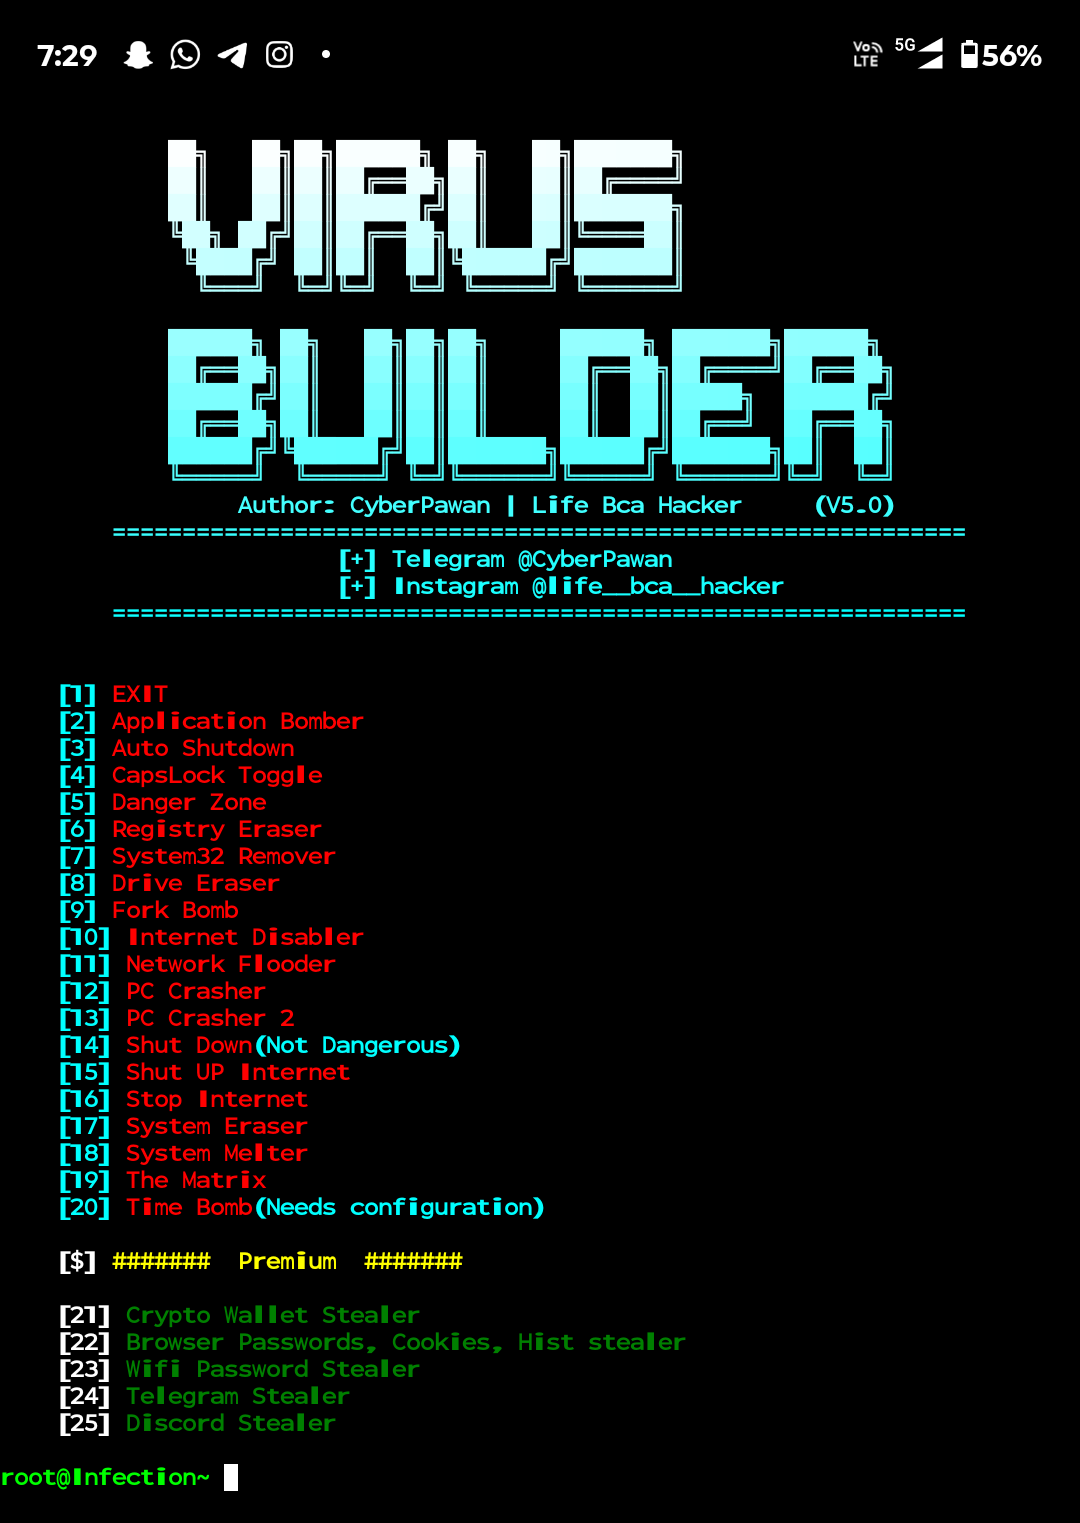 7:29 Vo LTE 5G 56%
VIRUS
BUILDER
Author: CyberPawan | Life Bca Hacker (V5.0)
=============================================================
[+] Telegram @CyberPawan
[+] Instagram @life__bca__hacker
=============================================================
[1] EXIT
[2] Application Bomber
[3] Auto Shutdown
[4] CapsLock Toggle
[5] Danger Zone
[6] Registry Eraser
[7] System32 Remover
[8] Drive Eraser
[9] Fork Bomb
[10] Internet Disabler
[11] Network Flooder
[12] PC Crasher
[13] PC Crasher 2
[14] Shut Down(Not Dangerous)
[15] Shut UP Internet
[16] Stop Internet
[17] System Eraser
[18] System Melter
[19] The Matrix
[20] Time Bomb(Needs configuration)
[$] ####### Premium #######
[21] Crypto Wallet Stealer
[22] Browser Passwords, Cookies, Hist stealer
[23] Wifi Password Stealer
[24] Telegram Stealer
[25] Discord Stealer
root@Infection~